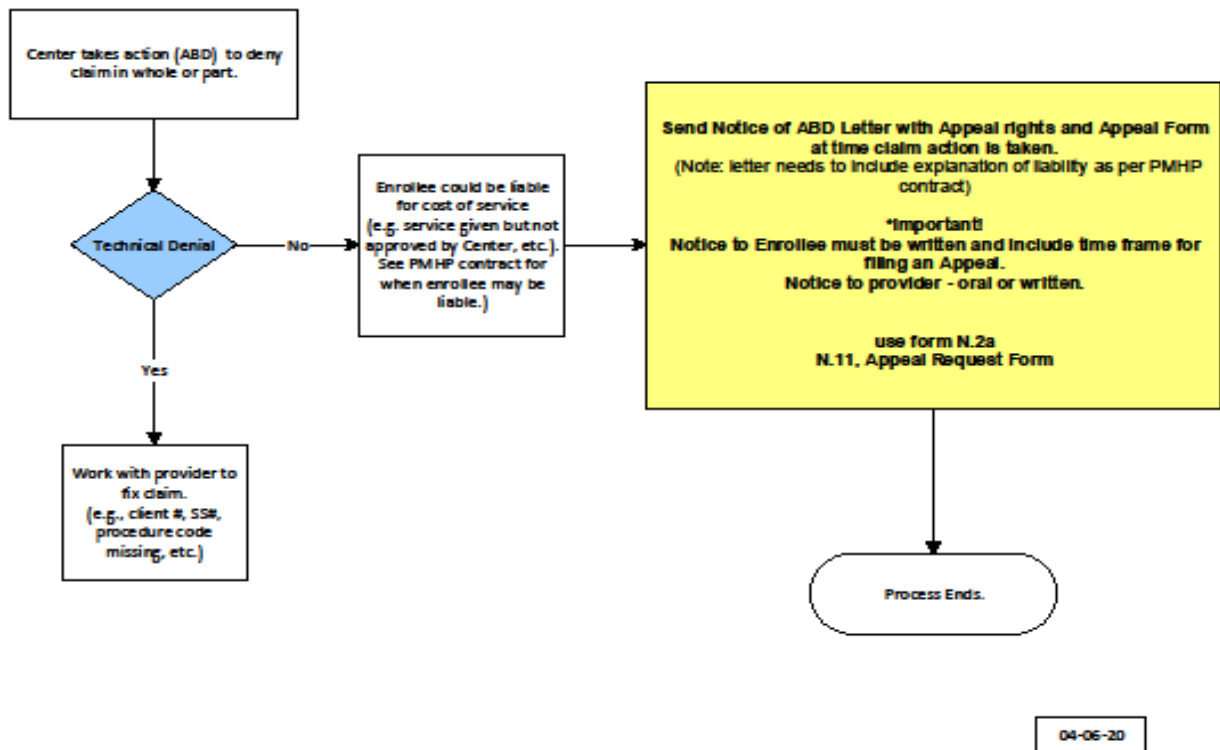 Center takes action (ABD) to deny
claim in whole or part.
Technical Denial
No
Yes
Work with provider to
fix claim.
(e.g., client #, SS#,
procedure code
missing, etc.)
Enrollee could be liable
for cost of service
(e.g. service given but not
approved by Center, etc.).
See PMHP contract for
when enrollee may be
liable.)
Send Notice of ABD Letter with Appeal rights and Appeal Form
at time claim action is taken.
(Note: letter needs to include explanation of liability as per PMHP
contract)
*Important!
Notice to Enrollee must be written and include time frame for
filing an Appeal.
Notice to provider - oral or written.
use form N.2a
N.11, Appeal Request Form
Process Ends.
04-06-20